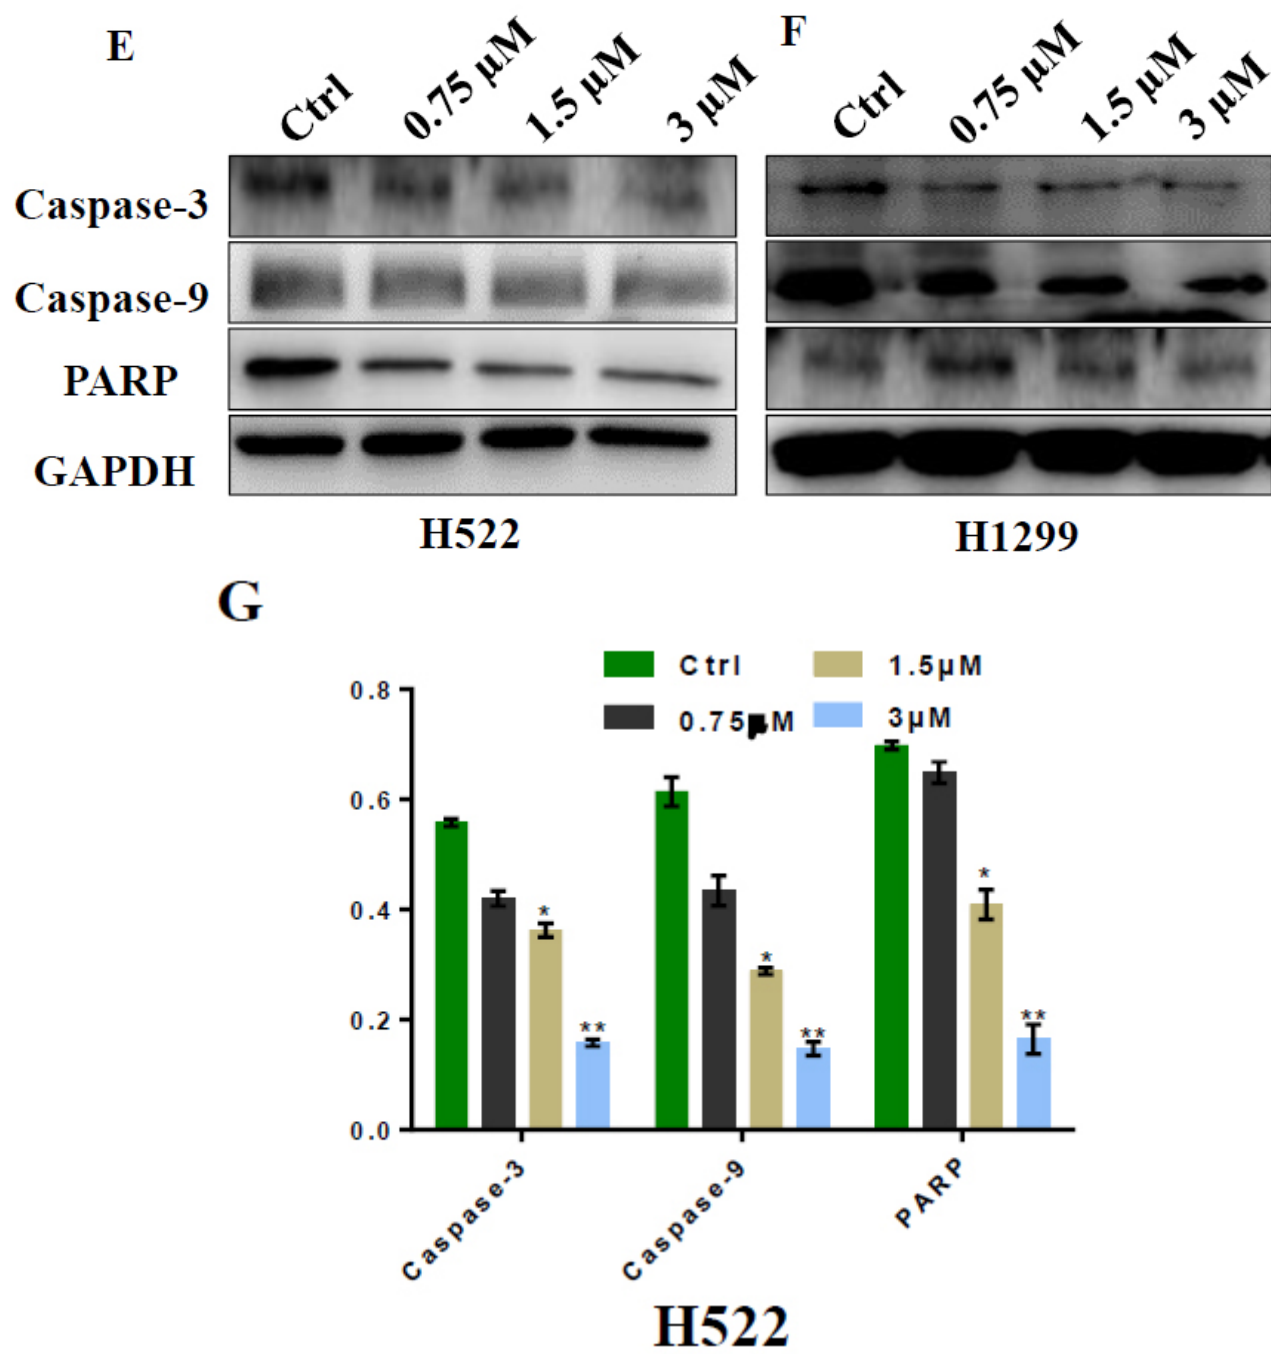 E
F
Ctrl 0.75 µM 1.5 µM 3 µM
Ctrl 0.75 µM 1.5 µM 3 µM
Caspase-3
Caspase-9
PARP
GAPDH
H522
H1299
G
Ctrl
1.5µM
0.75µM
3µM
0.8
0.6
0.4
0.2
0.0
*
**
*
**
*
**
Caspase-3
Caspase-9
PARP
H522